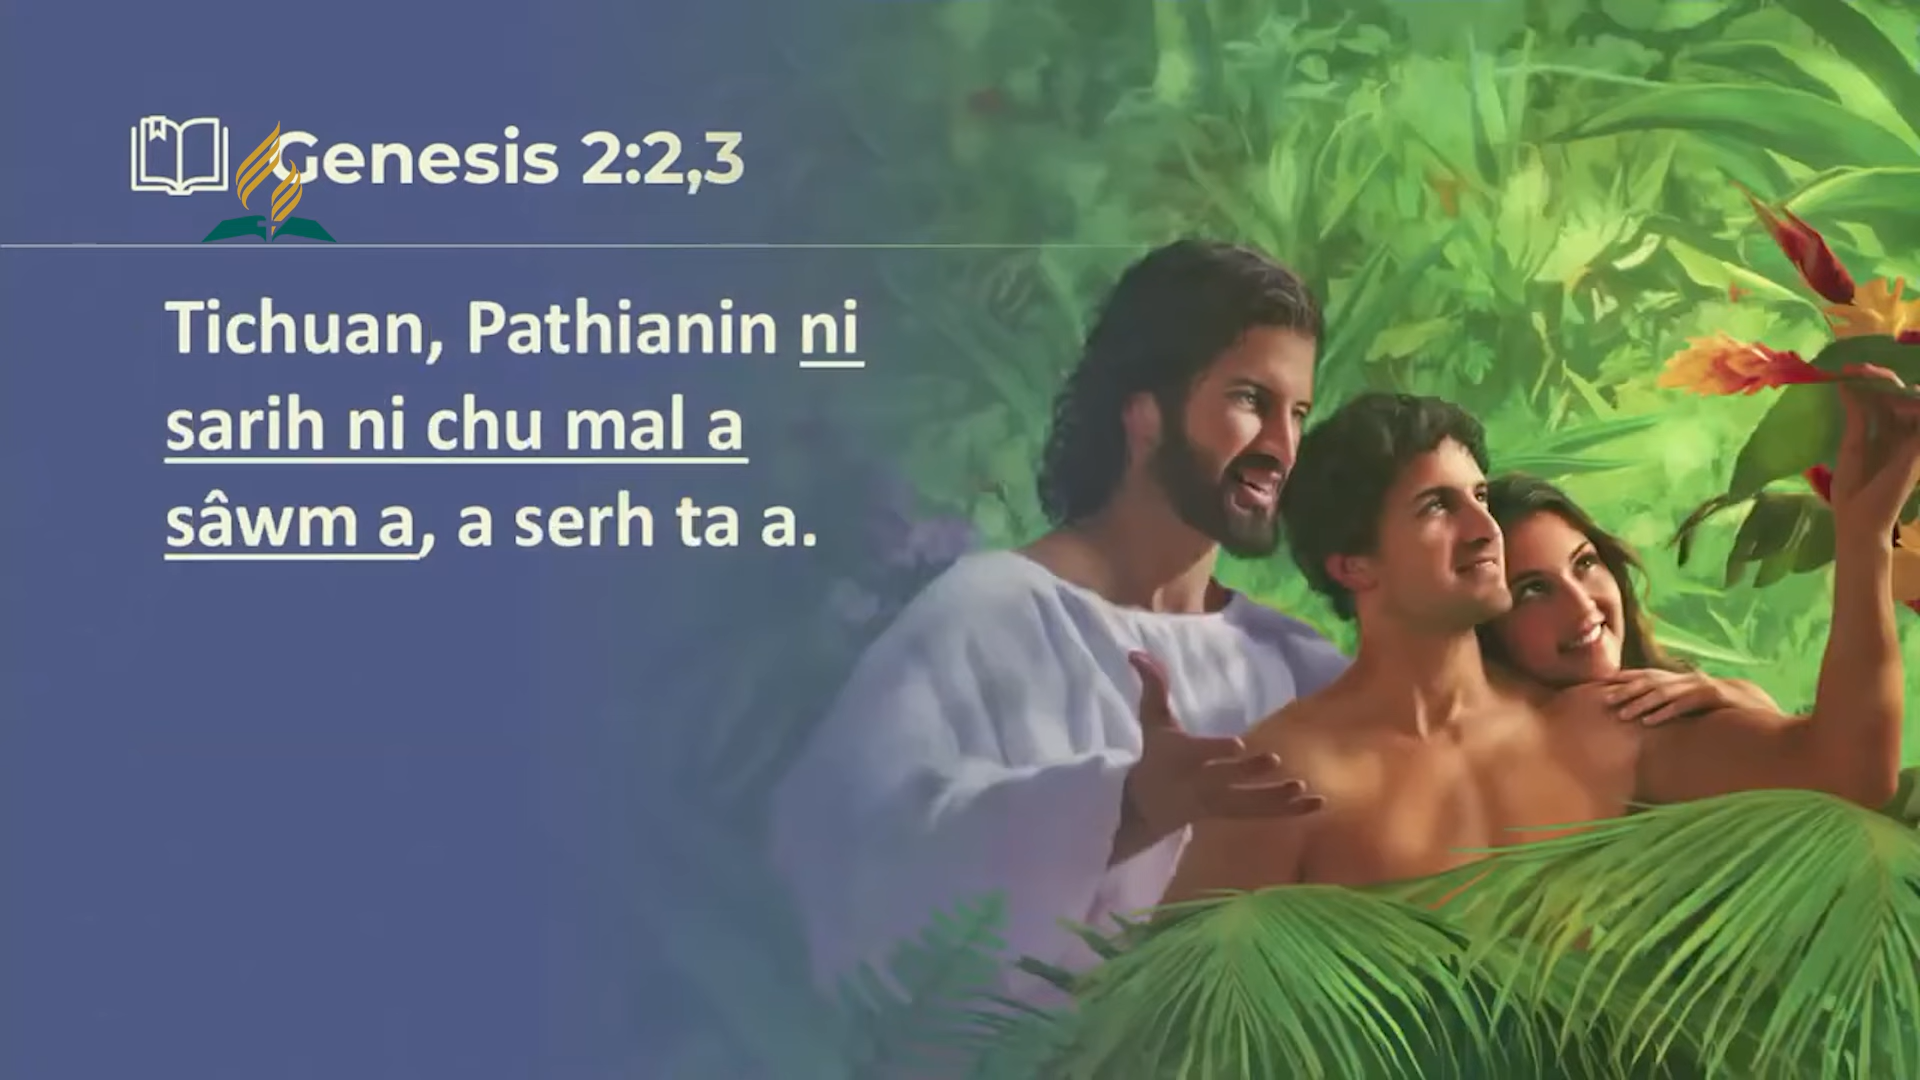 Genesis 2:2,3
Tichuan, Pathianin ni
sarih ni chu mal a
sâwm a, a serh ta a.